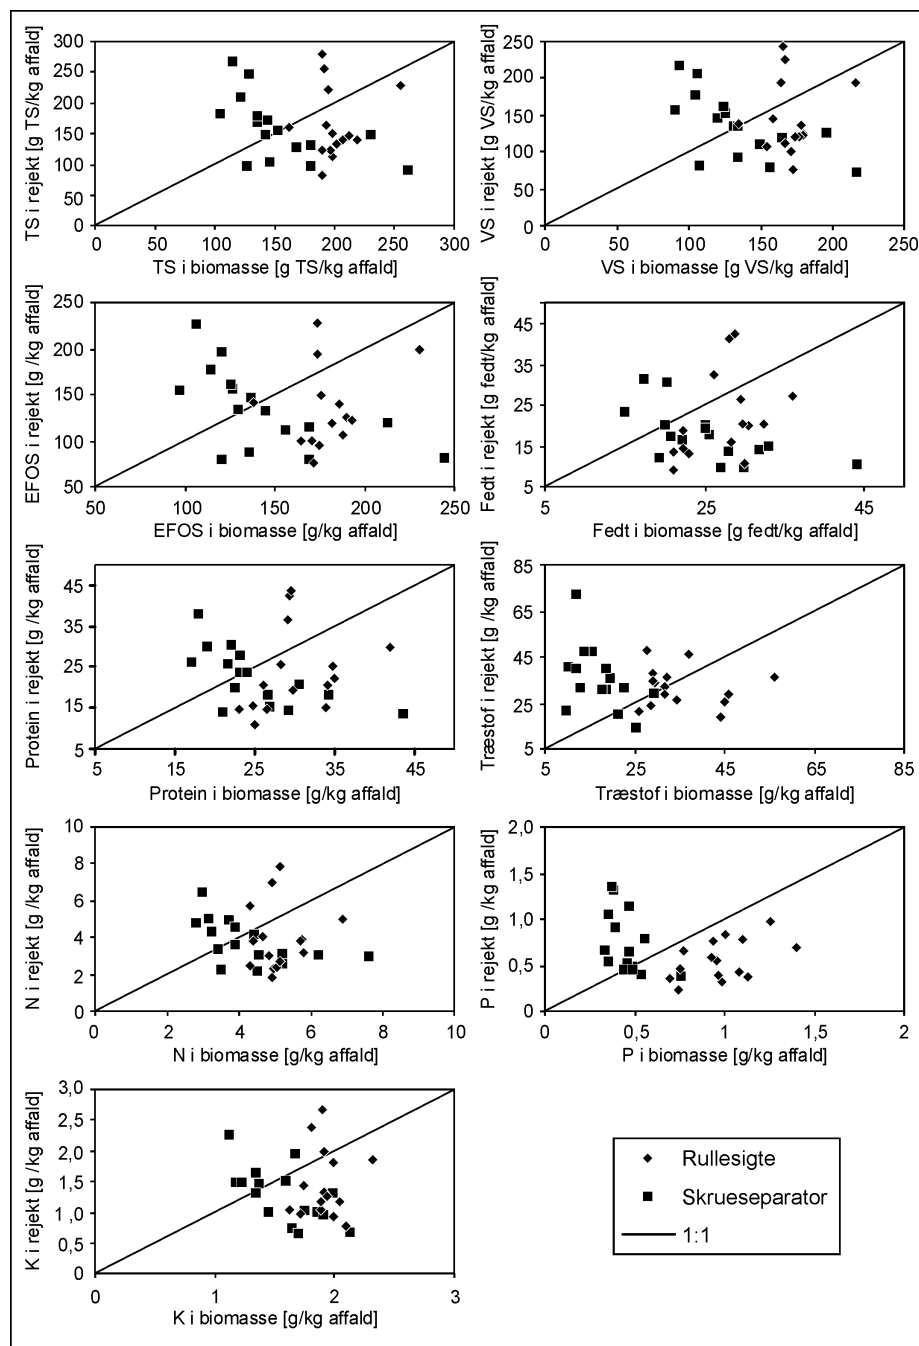 TS i rejekt [g TS/kg affald]
300
250
200
150
100
50
0
0 50 100 150 200 250 300
TS i biomasse [g TS/kg affald]
VS i rejekt [g VS/kg affald]
250
200
150
100
50
0
0 50 100 150 200 250
VS i biomasse [g VS/kg affald]
EFOS i rejekt [g /kg affald]
250
200
150
100
50
50 100 150 200 250
EFOS i biomasse [g/kg affald]
Fedt i rejekt [g fedt/kg affald]
45
35
25
15
5
5 25 45
Fedt i biomasse [g fedt/kg affald]
Protein i rejekt [g /kg affald]
45
35
25
15
5
5 15 25 35 45
Protein i biomasse [g/kg affald]
Træstof i rejekt [g /kg affald]
85
65
45
25
5
5 25 45 65 85
Træstof i biomasse [g/kg affald]
N i rejekt [g /kg affald]
10
8
6
4
2
0
0 2 4 6 8 10
N i biomasse [g/kg affald]
P i rejekt [g /kg affald]
2,0
1,5
1,0
0,5
0
0 0,5 1 1,5 2
P i biomasse [g/kg affald]
K i rejekt [g /kg affald]
3,0
2,5
2,0
1,5
1,0
0,5
0
0 1 2 3
K i biomasse [g/kg affald]
Rullesigte
Skrueseparator
1:1